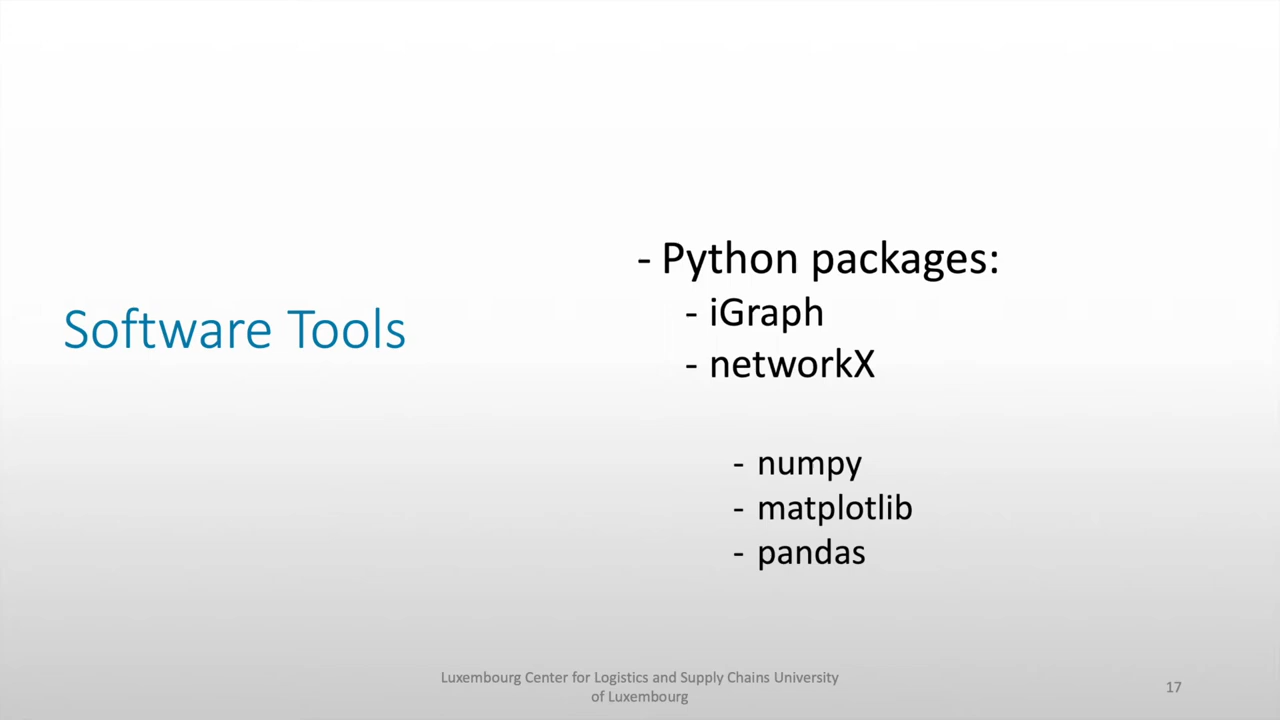 Software Tools
- Python packages:
- iGraph
- networkX
- numpy
- matplotlib
- pandas
Luxembourg Center for Logistics and Supply Chains University
of Luxembourg
17